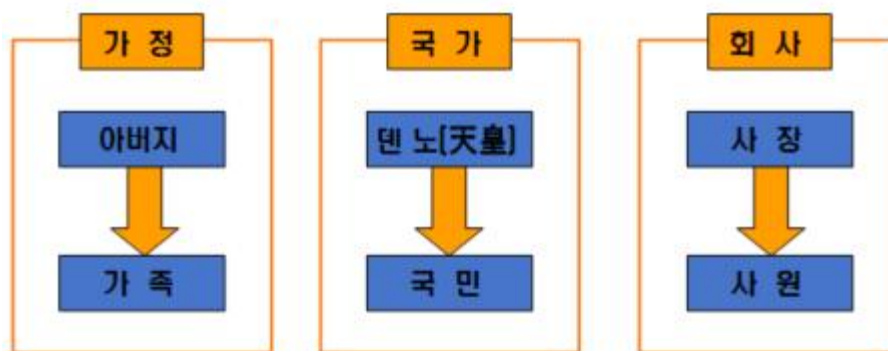 가 정
아버지
가 족
국 가
덴 노[天皇]
국 민
회 사
사 장
사 원